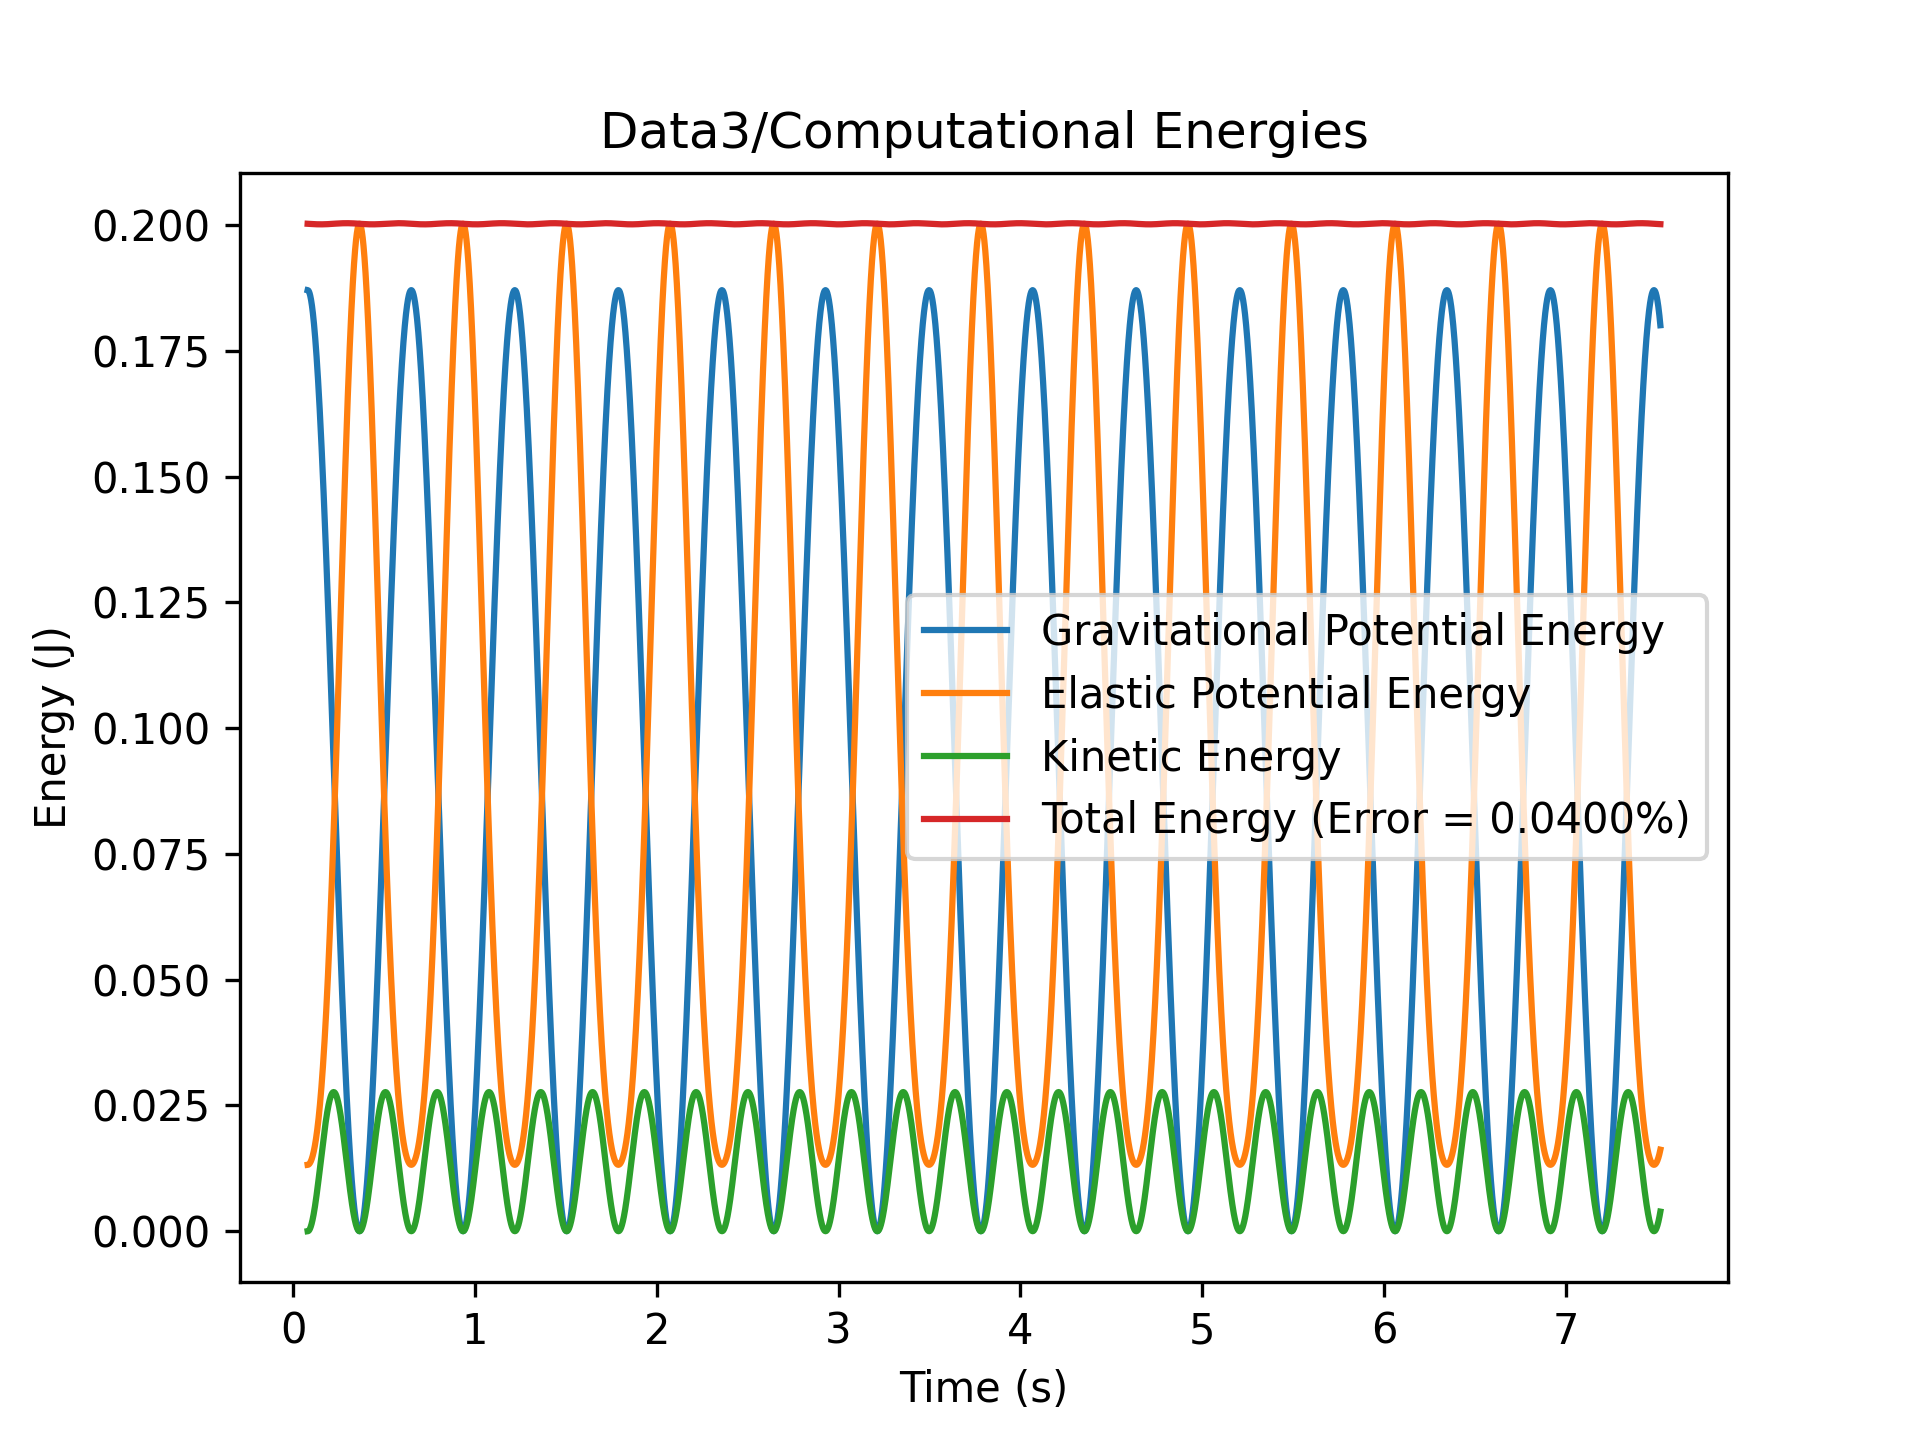 Data3/Computational Energies
Energy (J)
0.200
0.175
0.150
0.125
0.100
0.075
0.050
0.025
0.000
Gravitational Potential Energy
Elastic Potential Energy
Kinetic Energy
Total Energy (Error = 0.0400%)
0 1 2 3 4 5 6 7
Time (s)